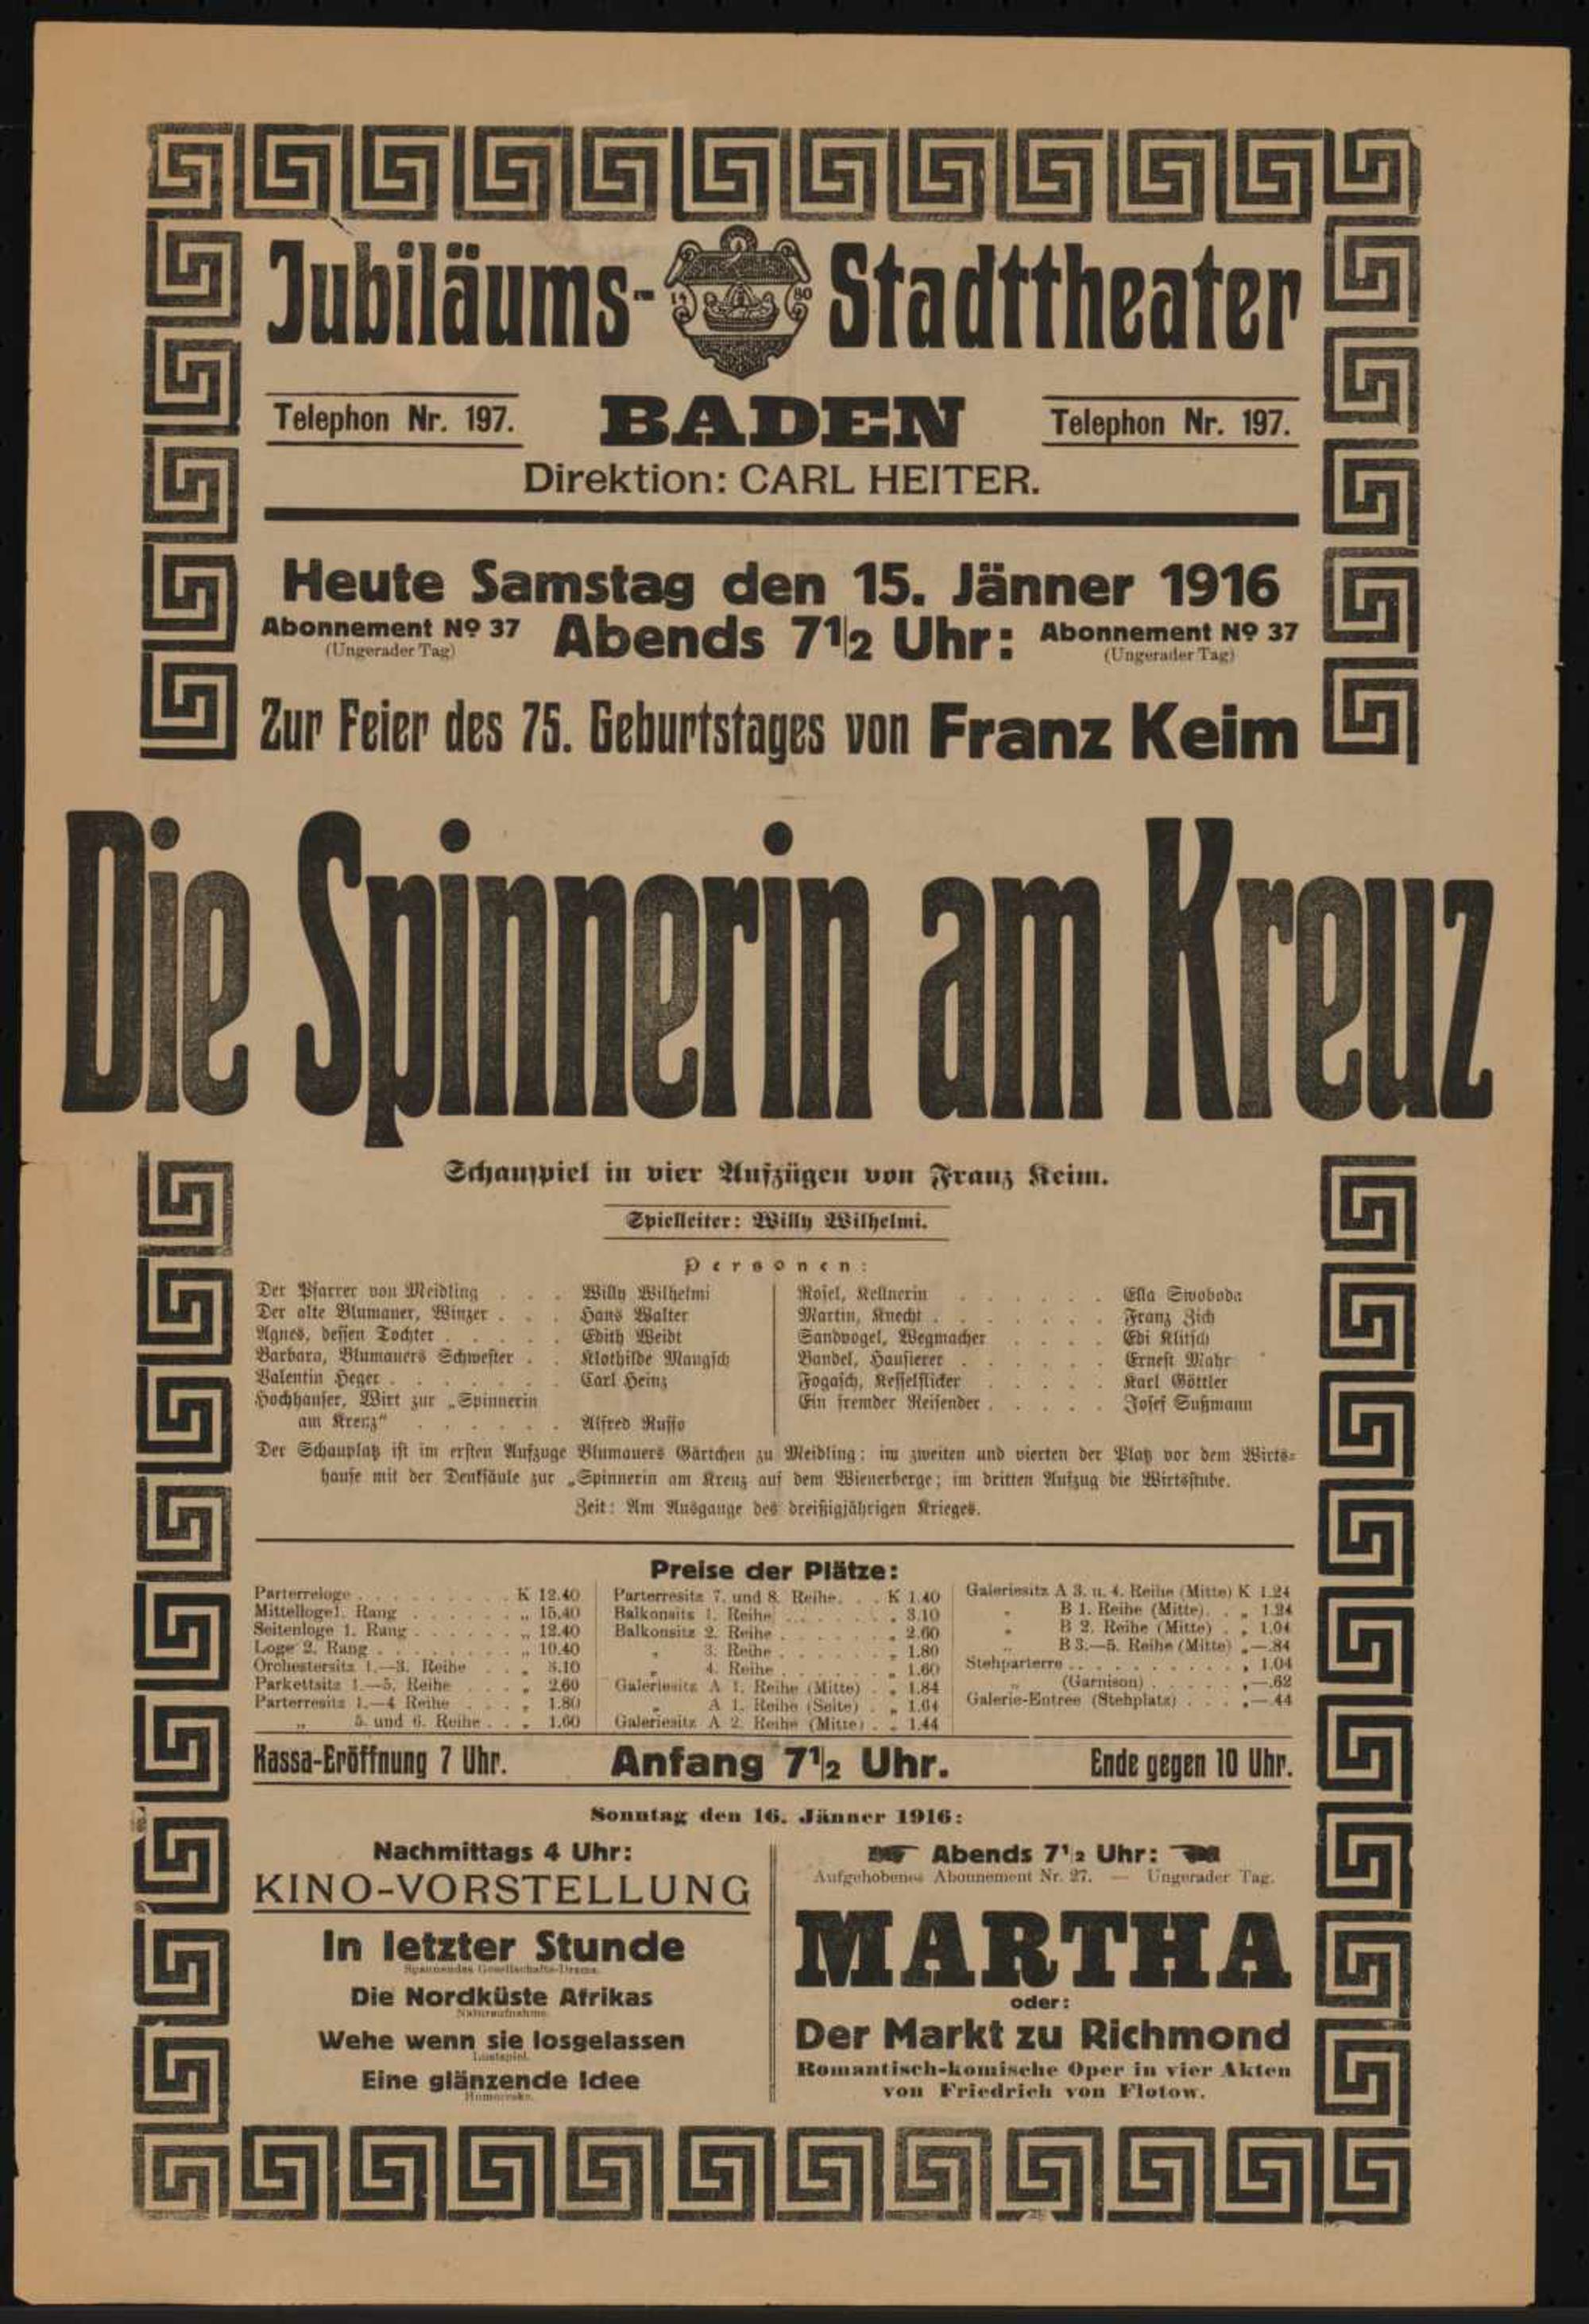 Jubiläums- Stadttheater
14 80
Telephon Nr. 197. BADEN Telephon Nr. 197.
Direktion: CARL HEITER.
Heute Samstag den 15. Jänner 1916
Abonnement No 37 Abends 7 1/2 Uhr: Abonnement No 37
(Ungerader Tag) (Ungerader Tag)
Zur Feier des 75. Geburtstages von Franz Keim
Die Spinnerin am Kreuz
Schauspiel in vier Aufzügen von Franz Keim.
Spielleiter: Willy Wilhelmi.
Personen:
Der Pfarrer von Meidling . . . Willy Wilhelmi
Der alte Blumauer, Winzer . . . Hans Walter
Agnes, dessen Tochter . . . . . Edith Weidt
Barbara, Blumauers Schwester . . Klothilde Maugsch
Valentin Heger . . . . . . . Carl Heinz
Hochhauser, Wirt zur „Spinnerin
am Kreuz" . . . . . . Alfred Russo
Rosel, Kellnerin . . . . . . Ella Swoboda
Martin, Knecht . . . . . . . Franz Zich
Sandvogel, Wegmacher . . . . Edi Klitsch
Bandel, Hausierer . . . . . . Ernest Mahr
Fogasch, Kesselflicker . . . . . Karl Göttler
Ein fremder Reisender . . . . . Josef Sußmann
Der Schauplatz ist im ersten Aufzuge Blumauers Gärtchen zu Meidling; im zweiten und vierten der Platz vor dem Wirts-
hause mit der Denksäule zur „Spinnerin am Kreuz auf dem Wienerberge; im dritten Aufzug die Wirtsstube.
Zeit: Am Ausgange des dreißigjährigen Krieges.
Preise der Plätze:
Parterreloge . . . . . . . . K 12.40
Mittelloge 1. Rang . . . . . . „ 15.40
Seitenloge 1. Rang . . . . . . „ 12.40
Loge 2. Rang . . . . . . . . „ 10.40
Orchestersitz 1.—3. Reihe . . . „ 3.10
Parkettsitz 1.—5. Reihe . . . . „ 2.60
Parterresitz 1.—4 Reihe . . . . „ 1.80
„ 5. und 6. Reihe . . „ 1.60
Parterresitz 7. und 8. Reihe. . . K 1.40
Balkonsitz 1. Reihe . . . . . . „ 3.10
Balkonsitz 2. Reihe . . . . . . „ 2.60
„ 3. Reihe . . . . . . „ 1.80
„ 4. Reihe . . . . . . „ 1.60
Galeriesitz A 1. Reihe (Mitte) . „ 1.84
„ A 1. Reihe (Seite) . „ 1.64
Galeriesitz A 2. Reihe (Mitte) . „ 1.44
Galeriesitz A 3. u. 4. Reihe (Mitte) K 1.24
„ B 1. Reihe (Mitte). . „ 1.24
„ B 2. Reihe (Mitte) . „ 1.04
„ B 3.—5. Reihe (Mitte) „—.84
Stehparterre . . . . . . . . . „ 1.04
„ (Garnison) . . . . . „—.62
Galerie-Entree (Stehplatz) . . . „—.44
Kassa-Eröffnung 7 Uhr. Anfang 7 1/2 Uhr. Ende gegen 10 Uhr.
Sonntag den 16. Jänner 1916:
Nachmittags 4 Uhr:
KINO-VORSTELLUNG
In letzter Stunde
Spannendes Gesellschafts-Drama.
Die Nordküste Afrikas
Naturaufnahme.
Wehe wenn sie losgelassen
Lustspiel.
Eine glänzende Idee
Humoreske.
Abends 7 1/2 Uhr:
Aufgehobenes Abonnement Nr. 27. — Ungerader Tag.
MARTHA
oder:
Der Markt zu Richmond
Romantisch-komische Oper in vier Akten
von Friedrich von Flotow.